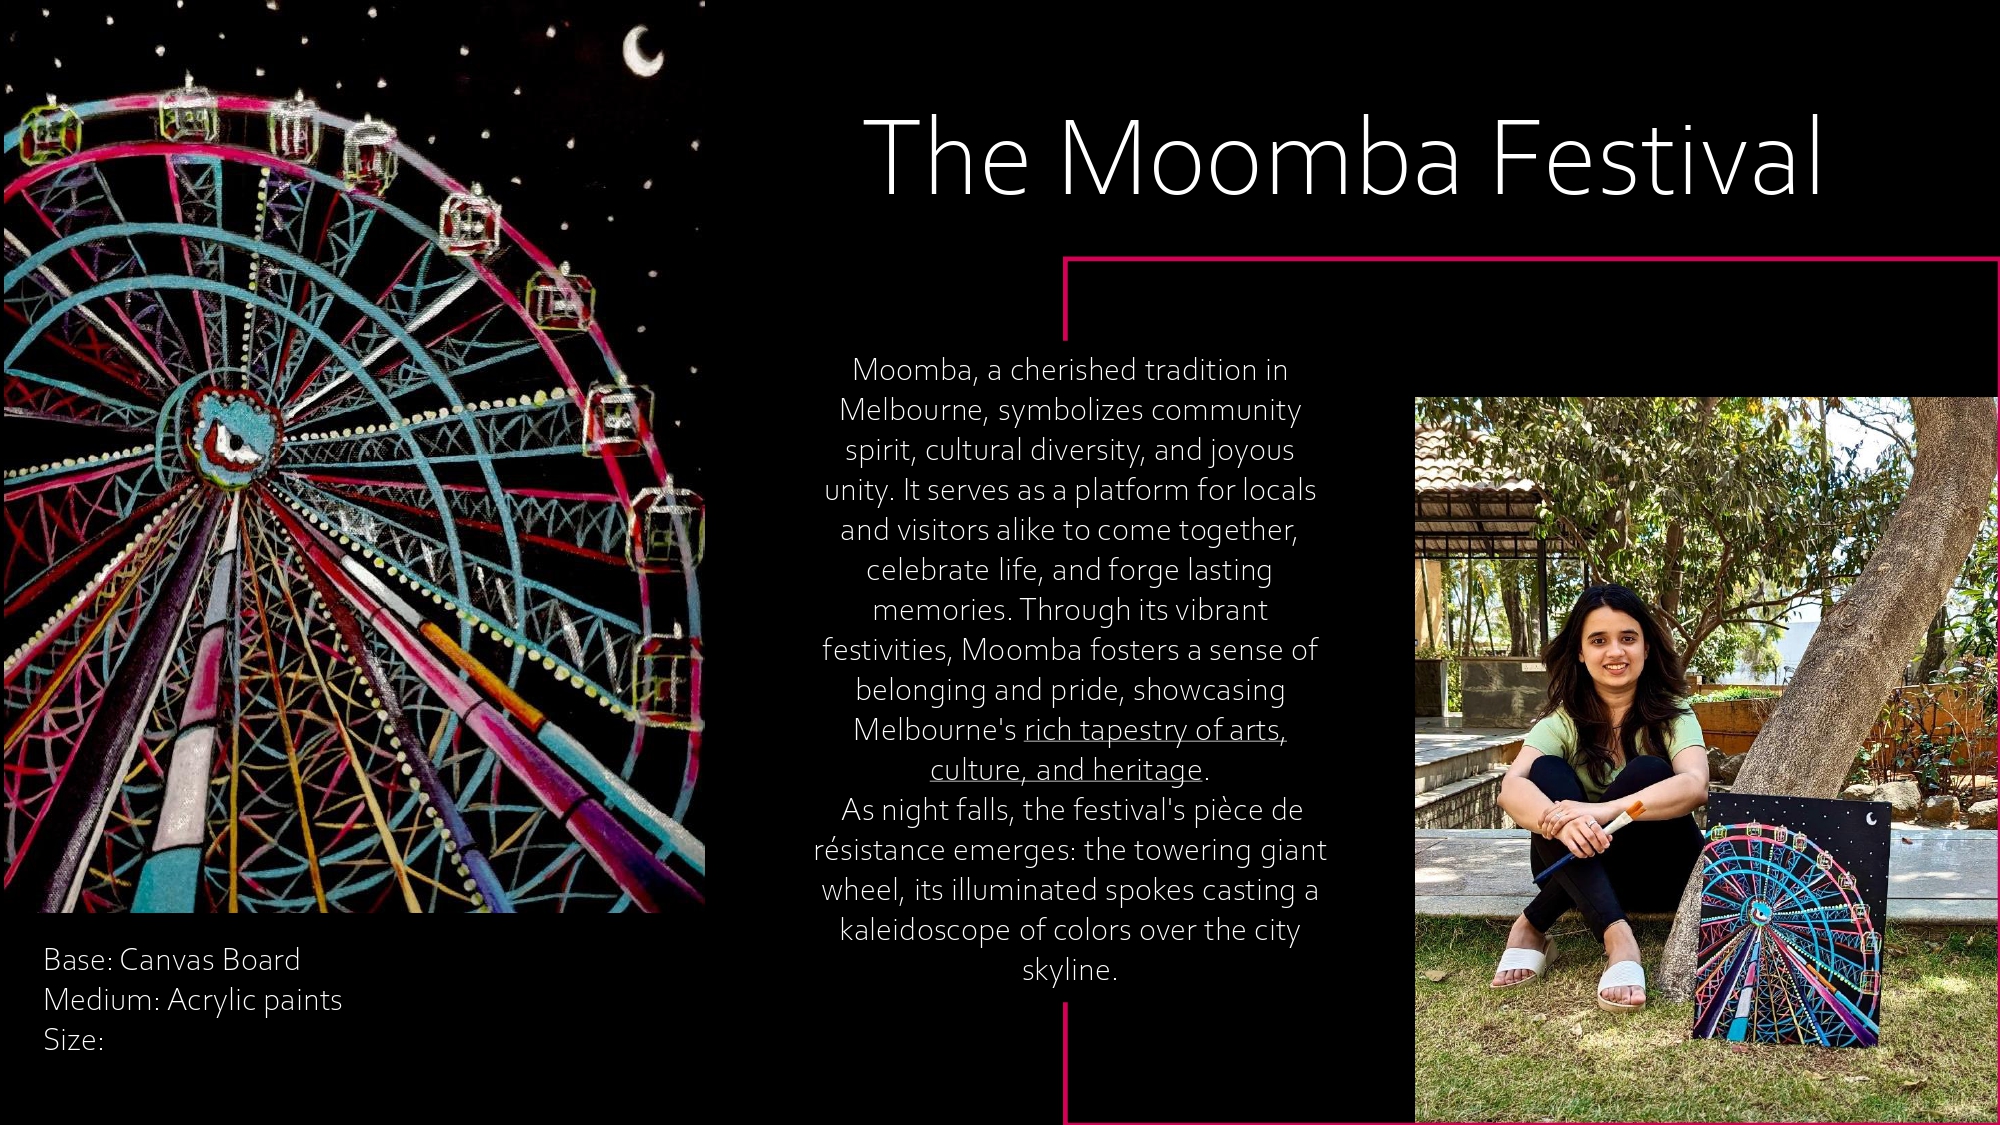 The Moomba Festival
Moomba, a cherished tradition in
Melbourne, symbolizes community
spirit, cultural diversity, and joyous
unity. It serves as a platform for locals
and visitors alike to come together,
celebrate life, and forge lasting
memories. Through its vibrant
festivities, Moomba fosters a sense of
belonging and pride, showcasing
Melbourne's rich tapestry of arts,
culture, and heritage.
As night falls, the festival's pièce de
résistance emerges: the towering giant
wheel, its illuminated spokes casting a
kaleidoscope of colors over the city
skyline.
Base: Canvas Board
Medium: Acrylic paints
Size: